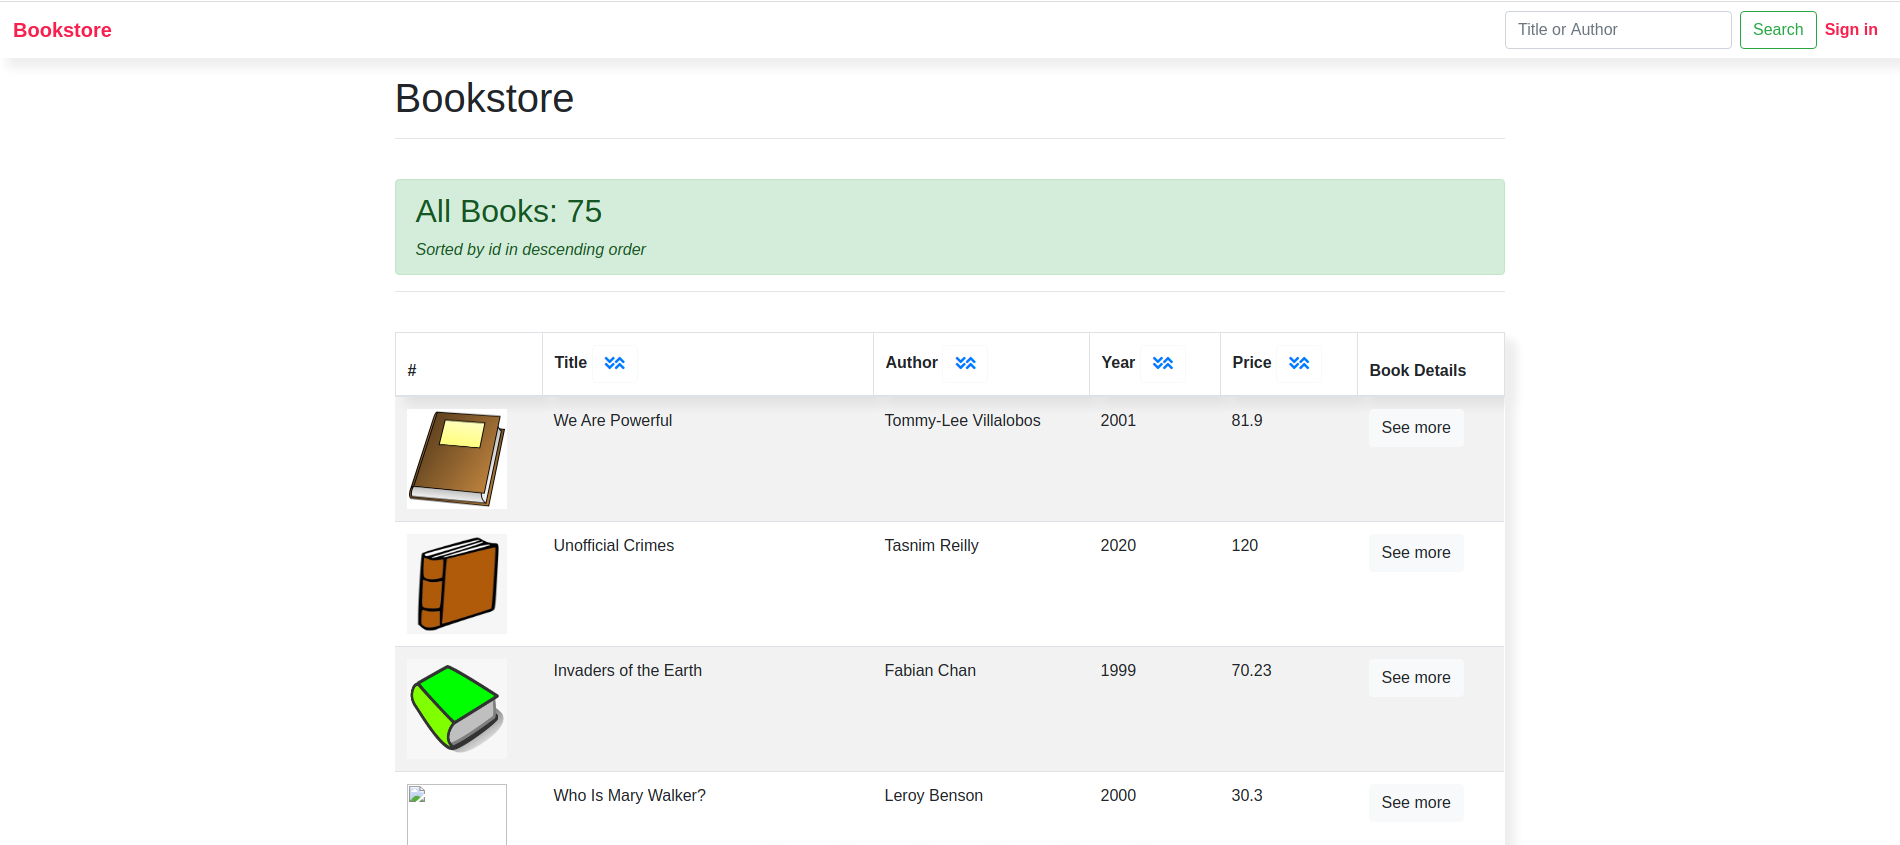 Bookstore Title or Author Search Sign in
Bookstore
All Books: 75
Sorted by id in descending order
# Title Author Year Price Book Details
We Are Powerful Tommy-Lee Villalobos 2001 81.9 See more
Unofficial Crimes Tasnim Reilly 2020 120 See more
Invaders of the Earth Fabian Chan 1999 70.23 See more
Who Is Mary Walker? Leroy Benson 2000 30.3 See more